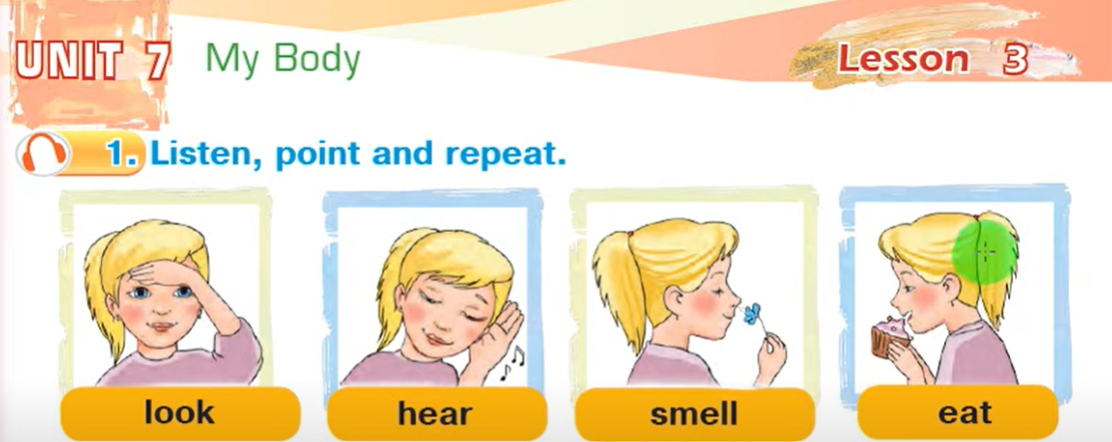 UNIT 7 My Body Lesson 3
1. Listen, point and repeat.
look hear smell eat